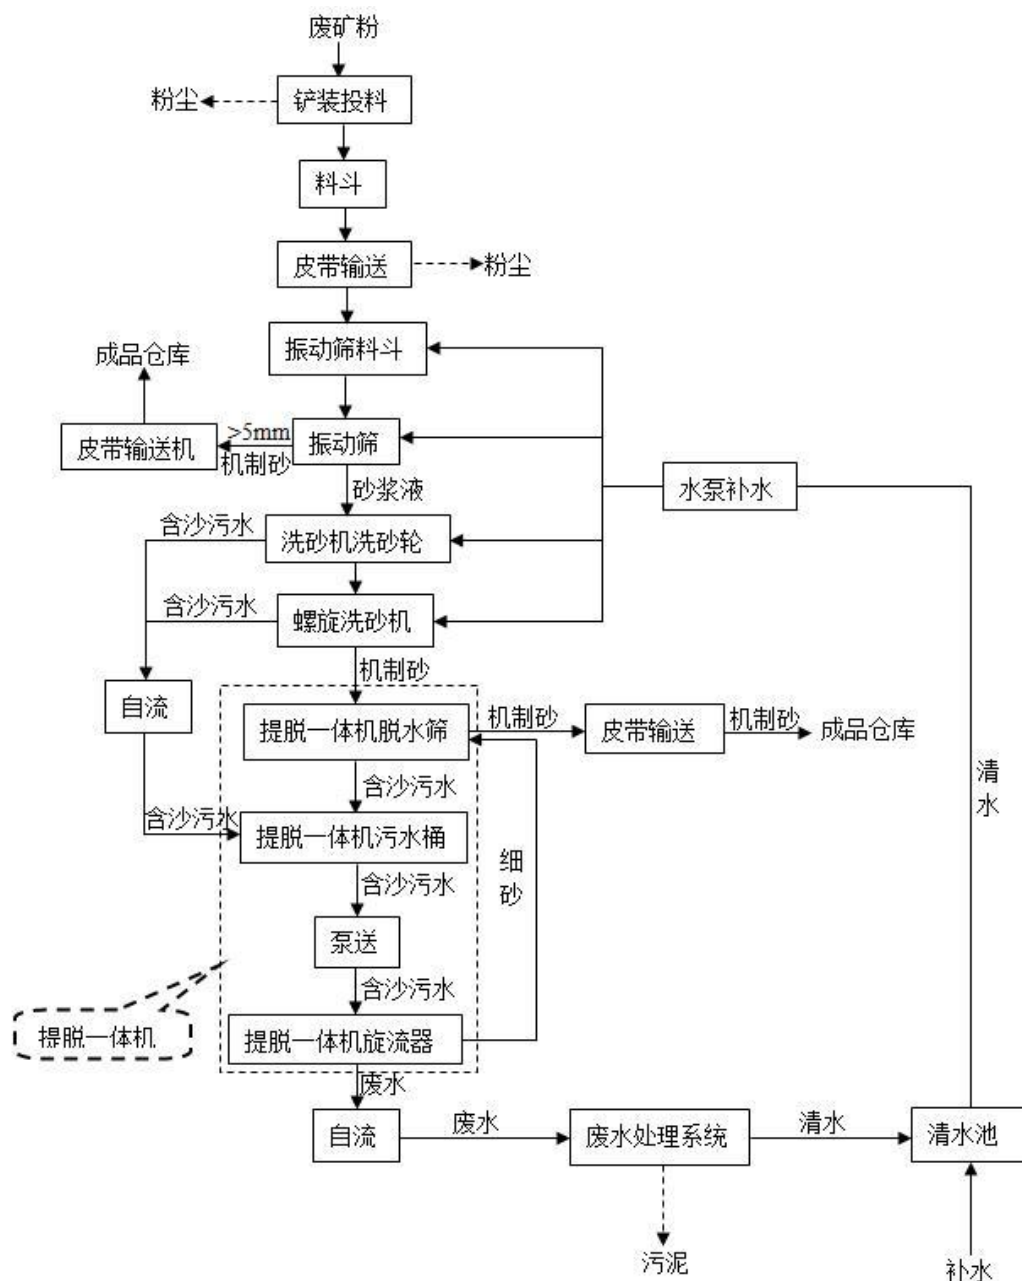 废矿粉
粉尘
铲装投料
料斗
皮带输送
粉尘
振动筛料斗
成品仓库
皮带输送机
>5mm
机制砂
振动筛
水泵补水
砂浆液
含沙污水
洗砂机洗砂轮
含沙污水
螺旋洗砂机
机制砂
自流
提脱一体机脱水筛
机制砂
皮带输送
机制砂
成品仓库
清水
含沙污水
含沙污水
提脱一体机污水桶
细砂
含沙污水
泵送
含沙污水
提脱一体机
提脱一体机旋流器
废水
自流
废水
废水处理系统
清水
清水池
污泥
补水